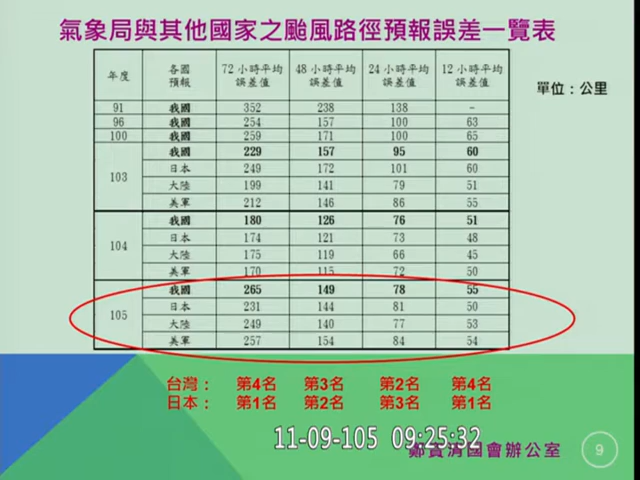 氣象局與其他國家之颱風路徑預報誤差一覽表
單位：公里
年度 各國預報 72 小時平均誤差值 48 小時平均誤差值 24 小時平均誤差值 12 小時平均誤差值
91 我國 352 238 138 -
96 我國 254 157 100 63
100 我國 259 171 100 65
103 我國 229 157 95 60
日本 249 172 101 60
大陸 199 141 79 51
美軍 212 146 86 55
104 我國 180 126 76 51
日本 174 121 73 48
大陸 175 119 66 45
美軍 170 115 72 50
105 我國 265 149 78 55
日本 231 144 81 50
大陸 249 140 77 53
美軍 257 154 84 54
台灣： 第4名 第3名 第2名 第4名
日本： 第1名 第2名 第3名 第1名
11-09-105 09:25:32
鄭寶清國會辦公室
9